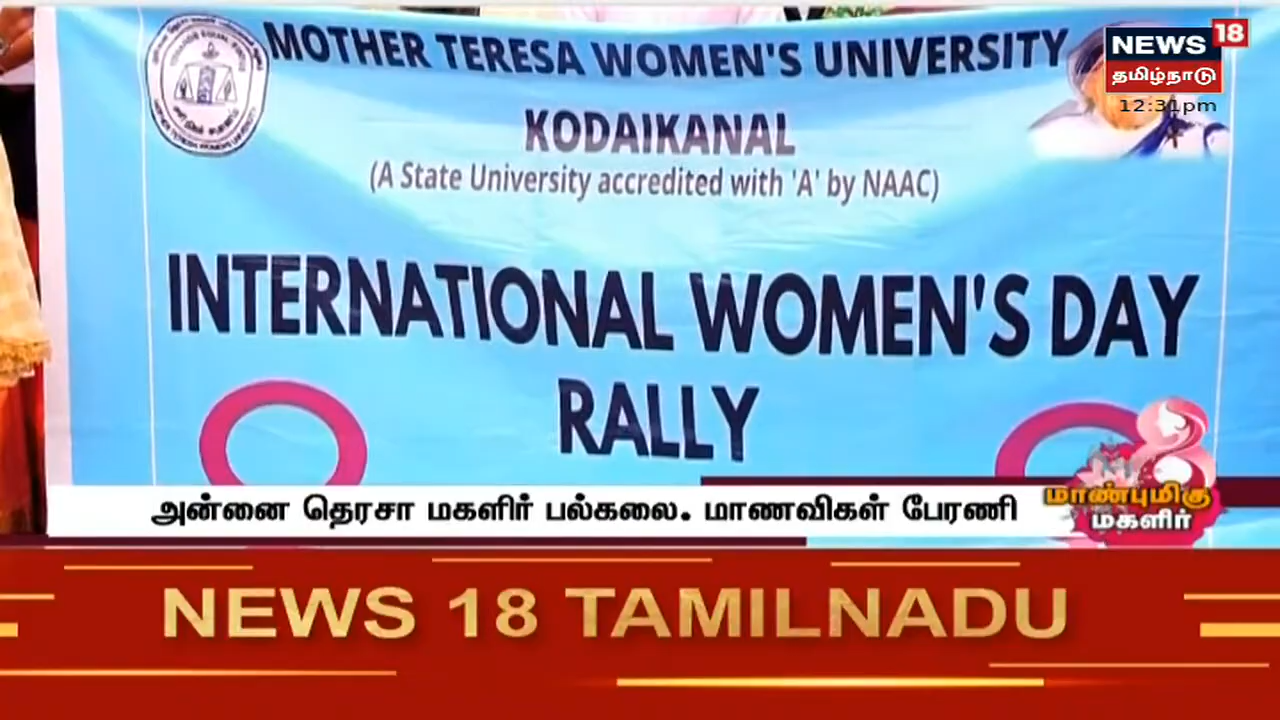 MOTHER TERESA WOMEN'S UNIVERSITY
KODAIKANAL
(A State University accredited with 'A' by NAAC)
INTERNATIONAL WOMEN'S DAY
RALLY
NEWS 18
தமிழ்நாடு
12:31pm
அன்னை தெரசா மகளிர் பல்கலை. மாணவிகள் பேரணி
8
மாண்புமிகு
மகளிர்
NEWS 18 TAMILNADU